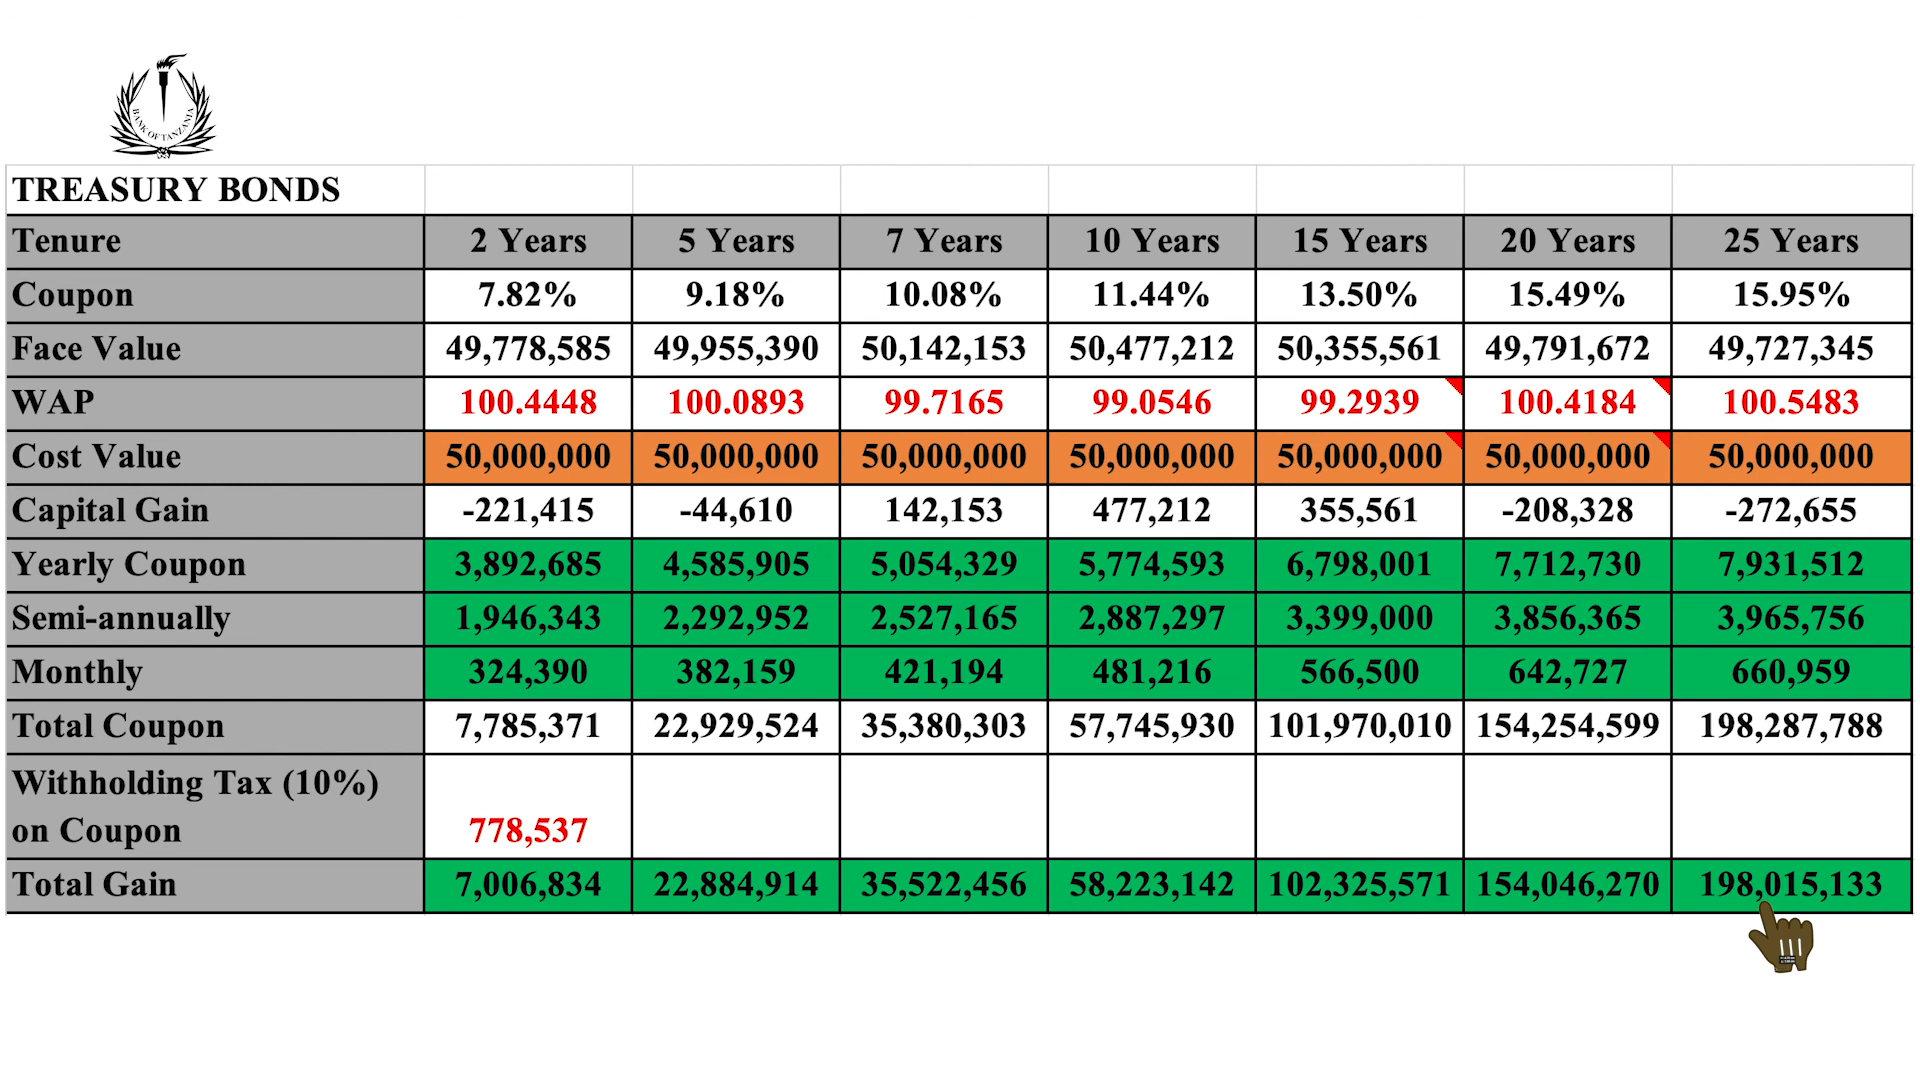 BANK OF TANZANIA
TREASURY BONDS
Tenure 2 Years 5 Years 7 Years 10 Years 15 Years 20 Years 25 Years
Coupon 7.82% 9.18% 10.08% 11.44% 13.50% 15.49% 15.95%
Face Value 49,778,585 49,955,390 50,142,153 50,477,212 50,355,561 49,791,672 49,727,345
WAP 100.4448 100.0893 99.7165 99.0546 99.2939 100.4184 100.5483
Cost Value 50,000,000 50,000,000 50,000,000 50,000,000 50,000,000 50,000,000 50,000,000
Capital Gain -221,415 -44,610 142,153 477,212 355,561 -208,328 -272,655
Yearly Coupon 3,892,685 4,585,905 5,054,329 5,774,593 6,798,001 7,712,730 7,931,512
Semi-annually 1,946,343 2,292,952 2,527,165 2,887,297 3,399,000 3,856,365 3,965,756
Monthly 324,390 382,159 421,194 481,216 566,500 642,727 660,959
Total Coupon 7,785,371 22,929,524 35,380,303 57,745,930 101,970,010 154,254,599 198,287,788
Withholding Tax (10%)
on Coupon 778,537
Total Gain 7,006,834 22,884,914 35,522,456 58,223,142 102,325,571 154,046,270 198,015,133